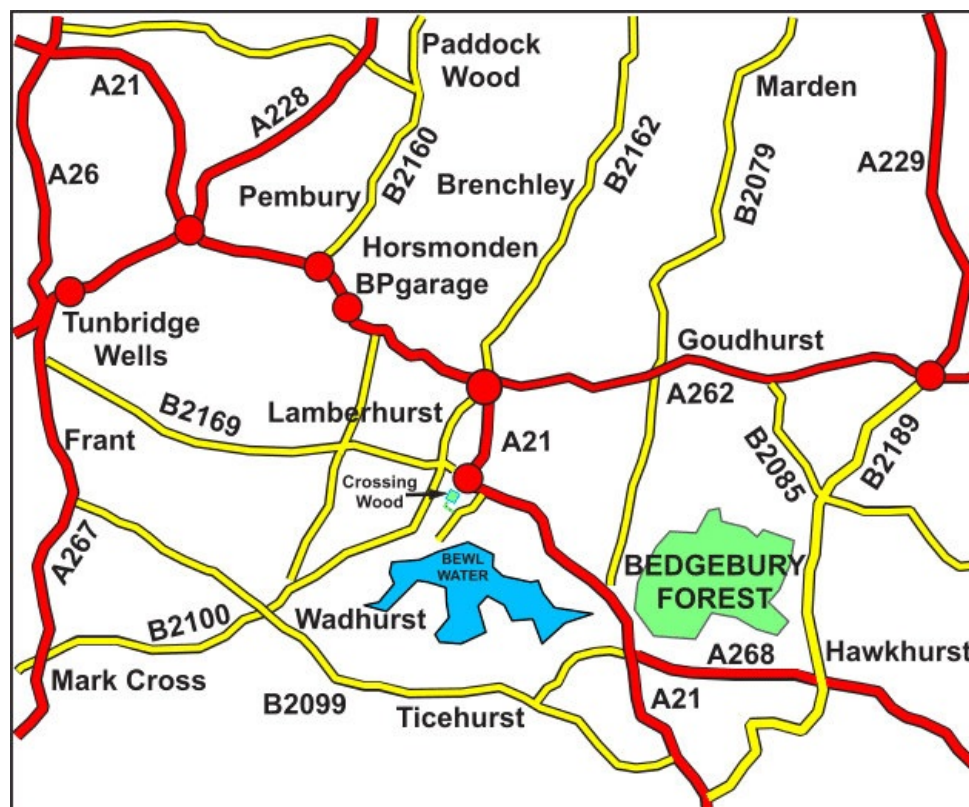 Paddock
Wood
A21
A228
Marden
B2160
B2162
A26
B2079
A229
Pembury
Brenchley
Horsmonden
BPgarage
Tunbridge
Wells
Goudhurst
A262
B2169
Lamberhurst
Frant
A21
B2085
B2189
Crossing
Wood
A267
BEWL
WATER
BEDGEBURY
FOREST
B2100
Wadhurst
A268
Hawkhurst
Mark Cross
B2099
Ticehurst
A21